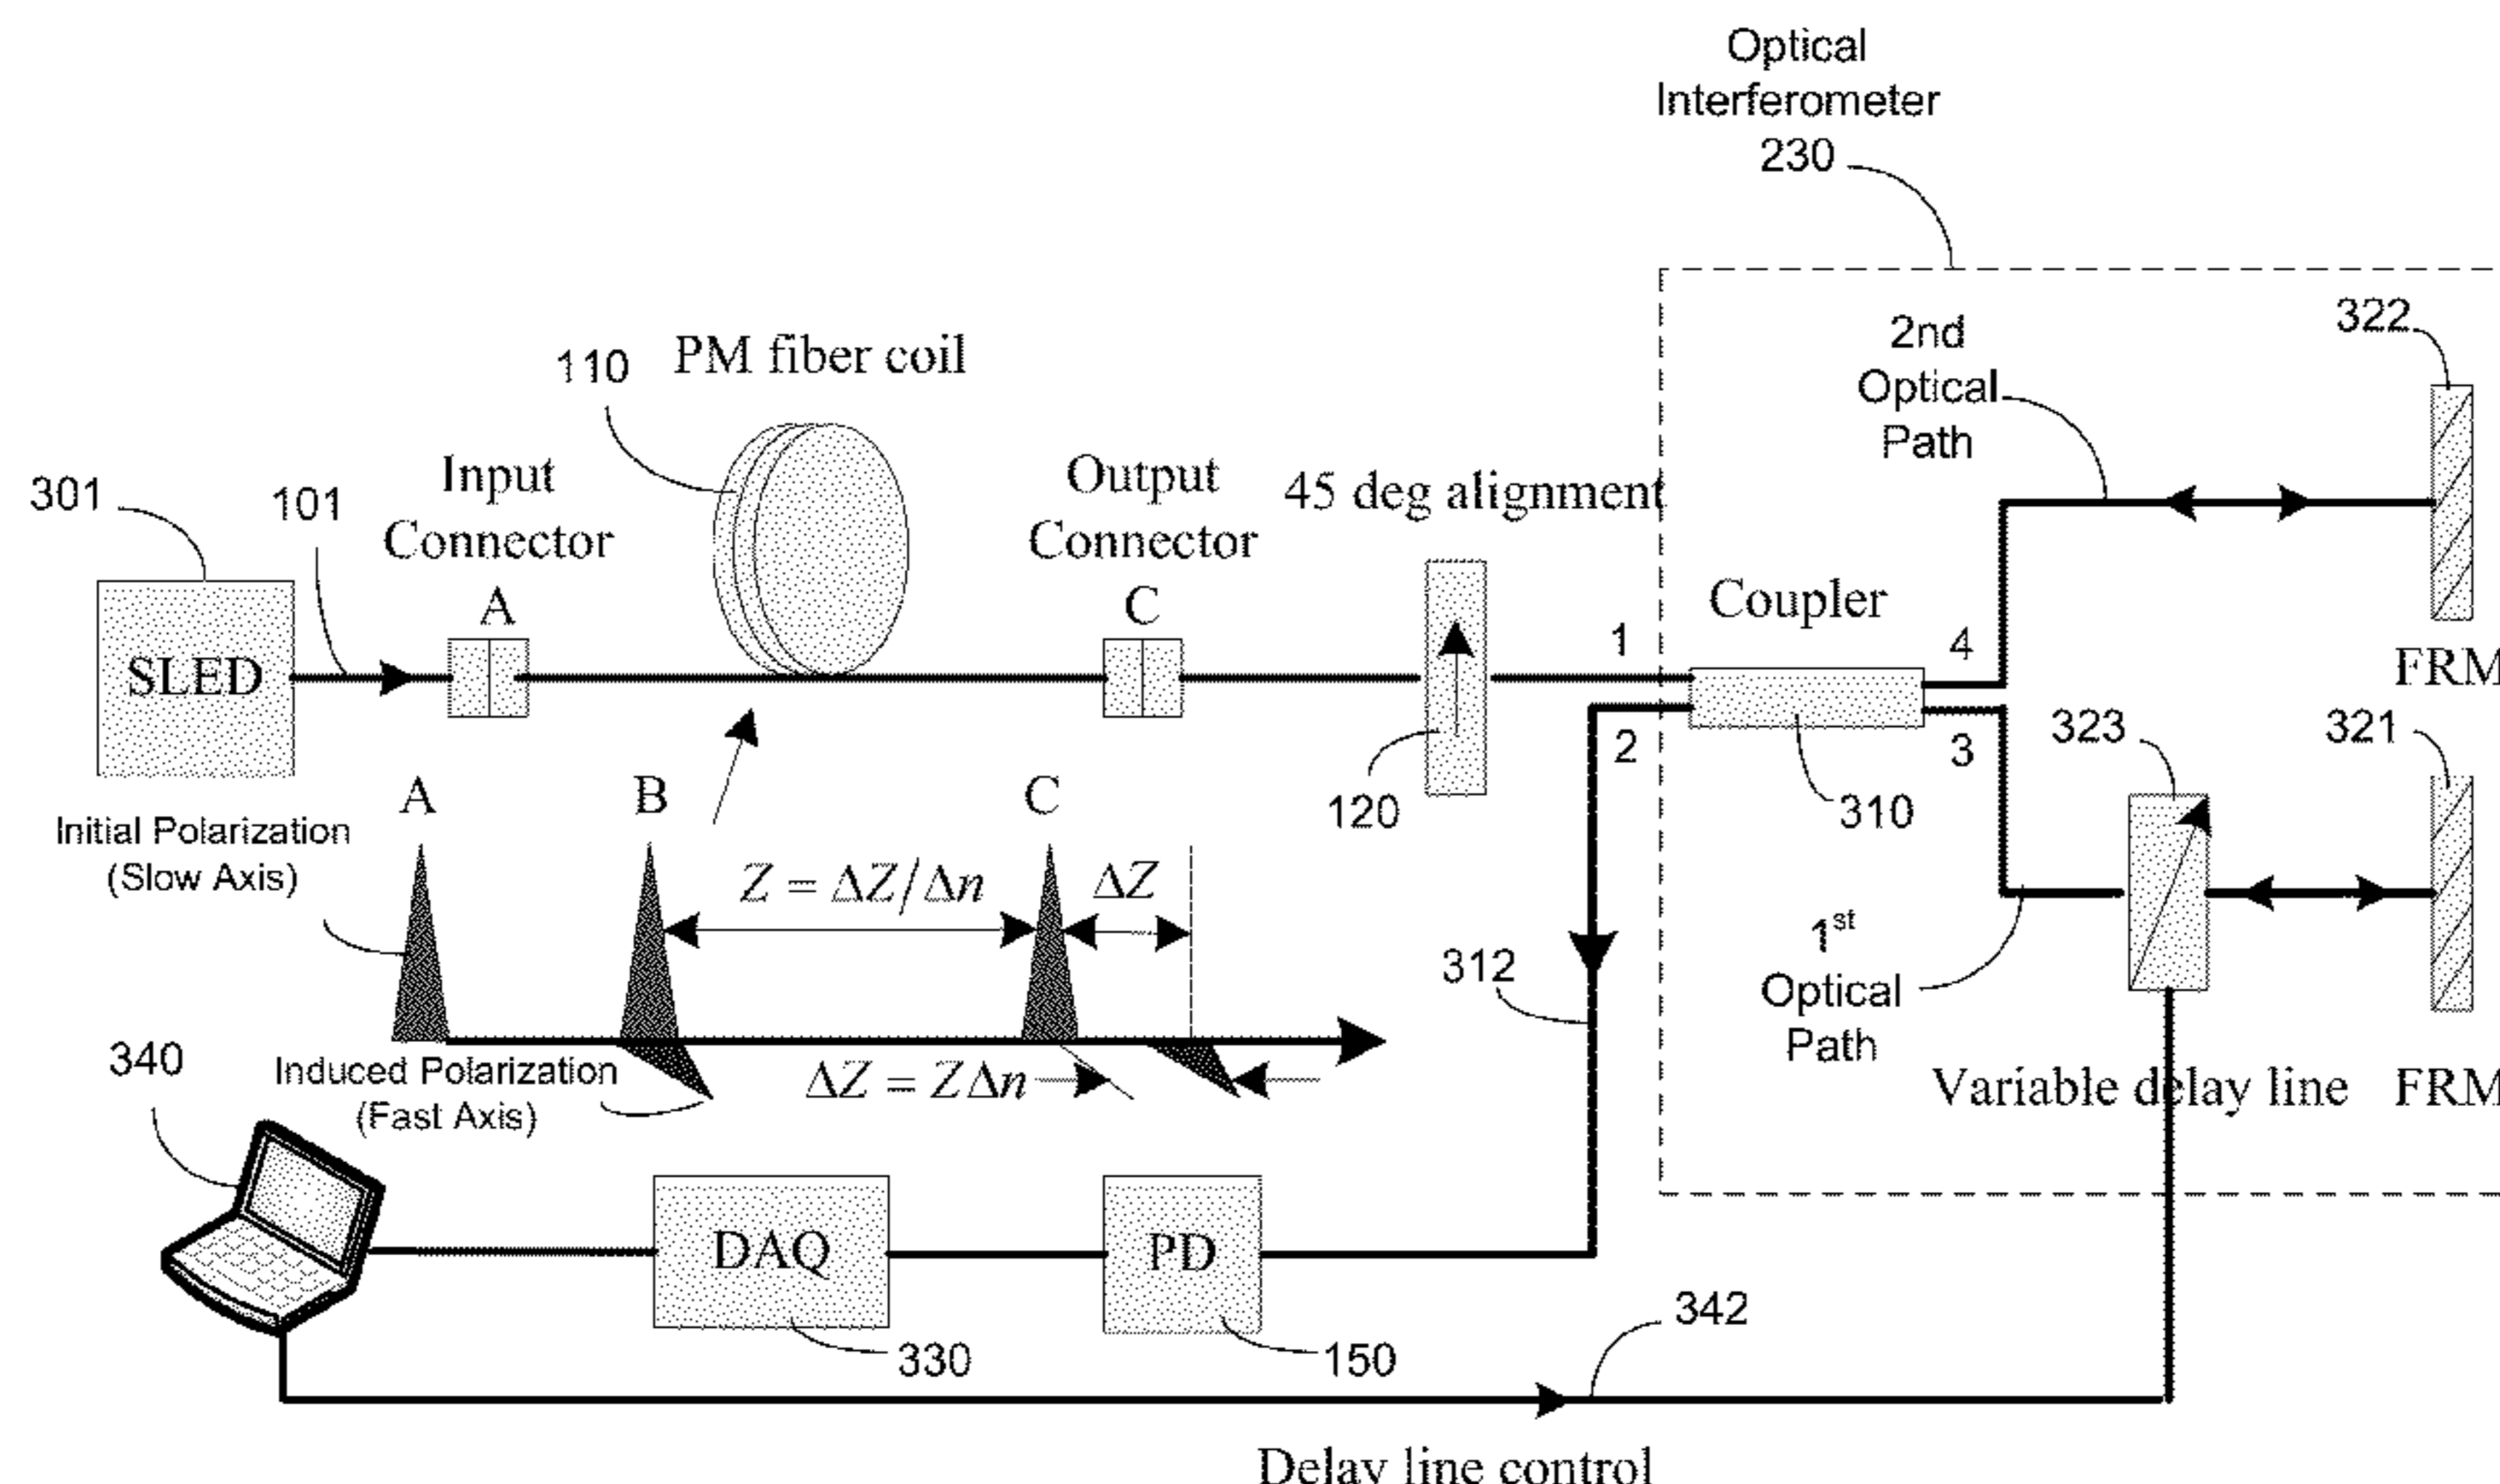 Optical
Interferometer
230
322
2nd
Optical
Path
110
PM fiber coil
Input
Connector
A
Output
Connector
C
45 deg alignment
301
101
SLED
1
2
Coupler
4
3
FRM
323
321
120
310
A
B
C
Initial Polarization
(Slow Axis)
Z = ΔZ/Δn
ΔZ
1st
Optical
Path
312
340
Induced Polarization
(Fast Axis)
ΔZ = ZΔn
Variable delay line
FRM
DAQ
PD
330
150
342
Delay line control